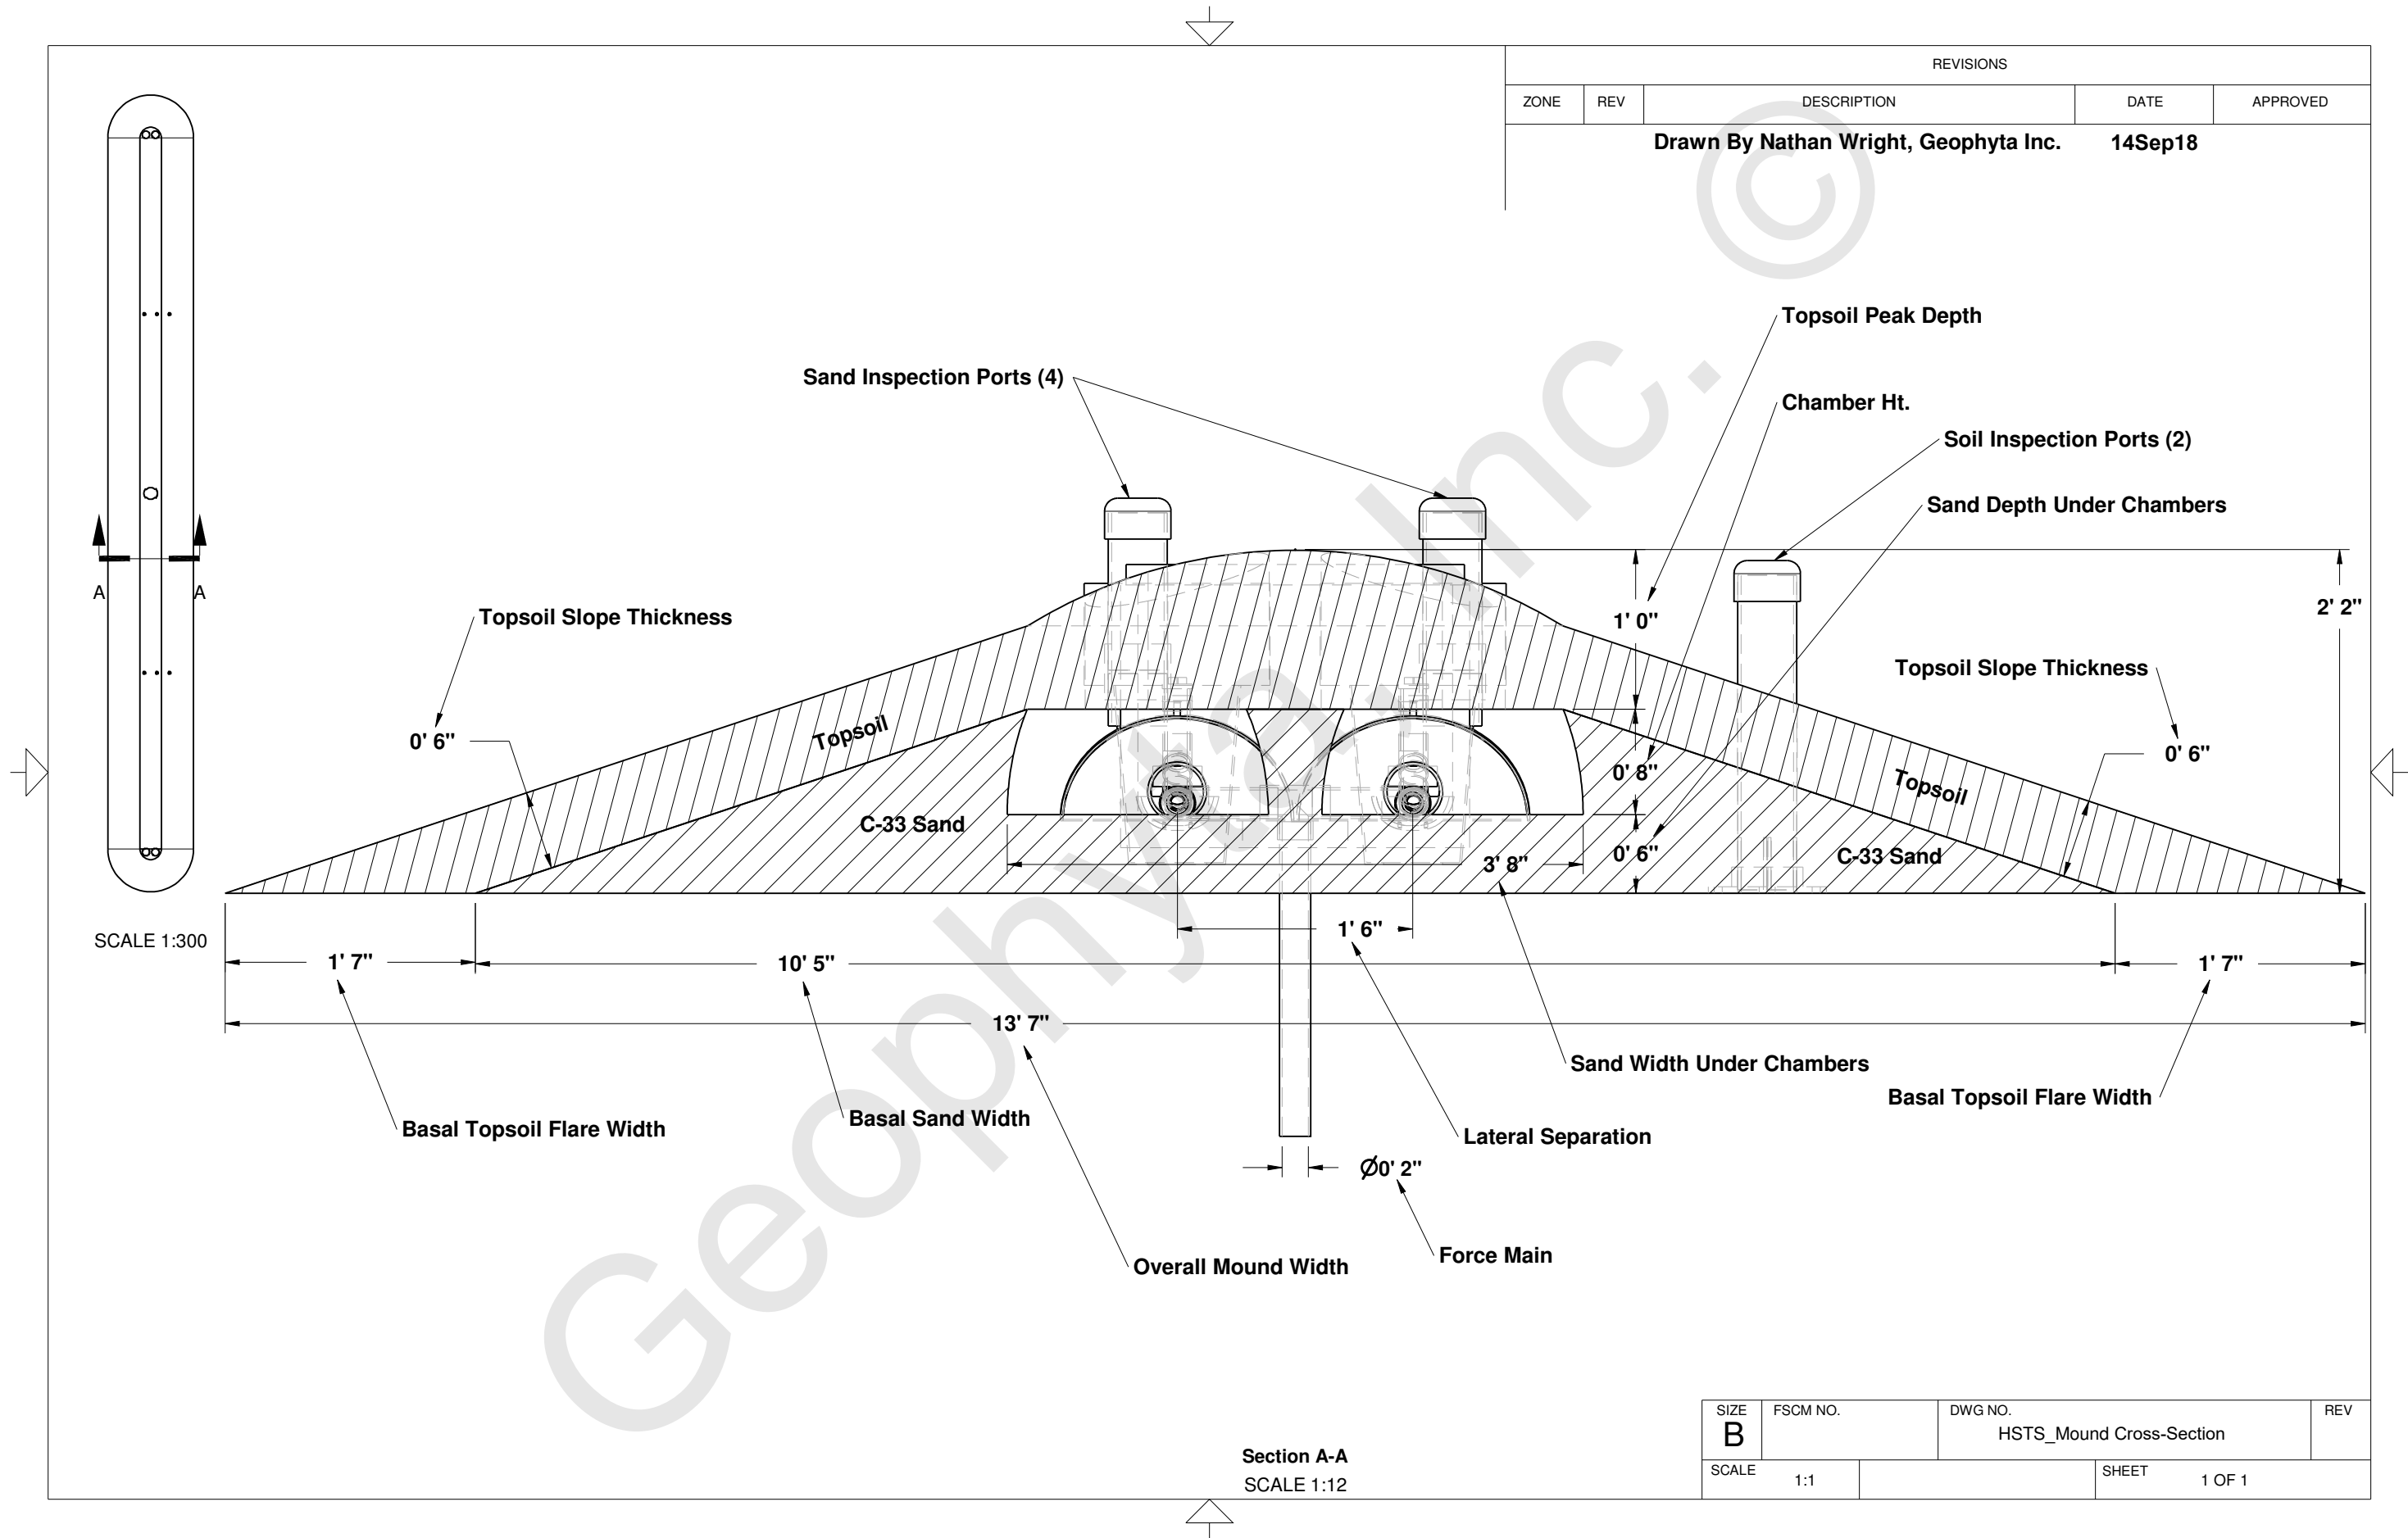 REVISIONS
ZONE REV DESCRIPTION DATE APPROVED
Drawn By Nathan Wright, Geophyta Inc. 14Sep18
Topsoil Peak Depth
Sand Inspection Ports (4)
Chamber Ht.
Soil Inspection Ports (2)
Sand Depth Under Chambers
A A
Topsoil Slope Thickness
1' 0"
2' 2"
Topsoil Slope Thickness
0' 6"
Topsoil
0' 8"
0' 6"
Topsoil
C-33 Sand
3' 8"
0' 6"
C-33 Sand
SCALE 1:300
1' 6"
1' 7"
10' 5"
1' 7"
13' 7"
Sand Width Under Chambers
Basal Topsoil Flare Width
Basal Sand Width
Basal Topsoil Flare Width
Lateral Separation
Ø0' 2"
Force Main
Overall Mound Width
Geophyta, Inc. ©
Section A-A
SCALE 1:12
SIZE FSCM NO. DWG NO. REV
B HSTS_Mound Cross-Section
SCALE 1:1 SHEET 1 OF 1